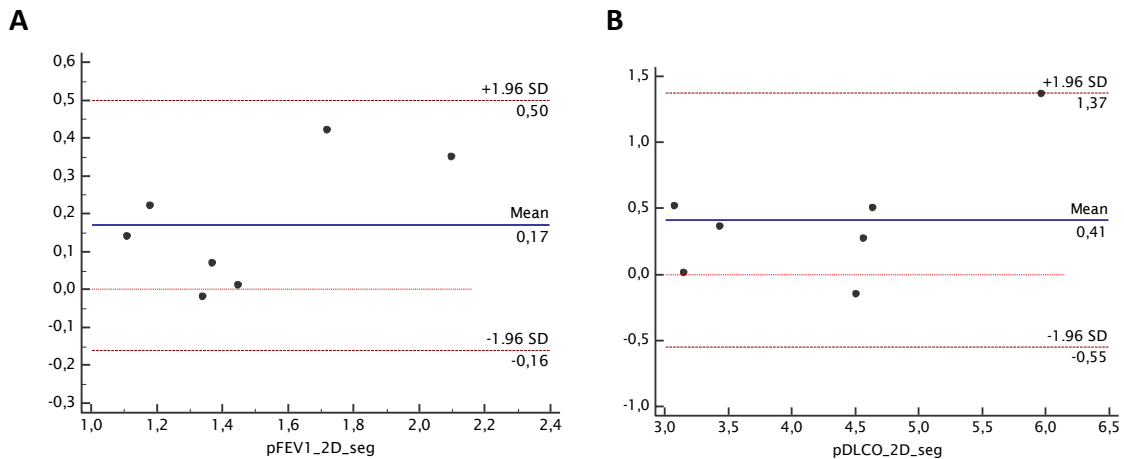 A
0,6
0,5
0,4
0,3
0,2
0,1
0,0
-0,1
-0,2
-0,3
+1.96 SD
0,50
Mean
0,17
-1.96 SD
-0,16
1,0 1,2 1,4 1,6 1,8 2,0 2,2 2,4
pFEV1_2D_seg
B
1,5
1,0
0,5
0,0
-0,5
-1,0
+1.96 SD
1,37
Mean
0,41
-1.96 SD
-0,55
3,0 3,5 4,0 4,5 5,0 5,5 6,0 6,5
pDLCO_2D_seg